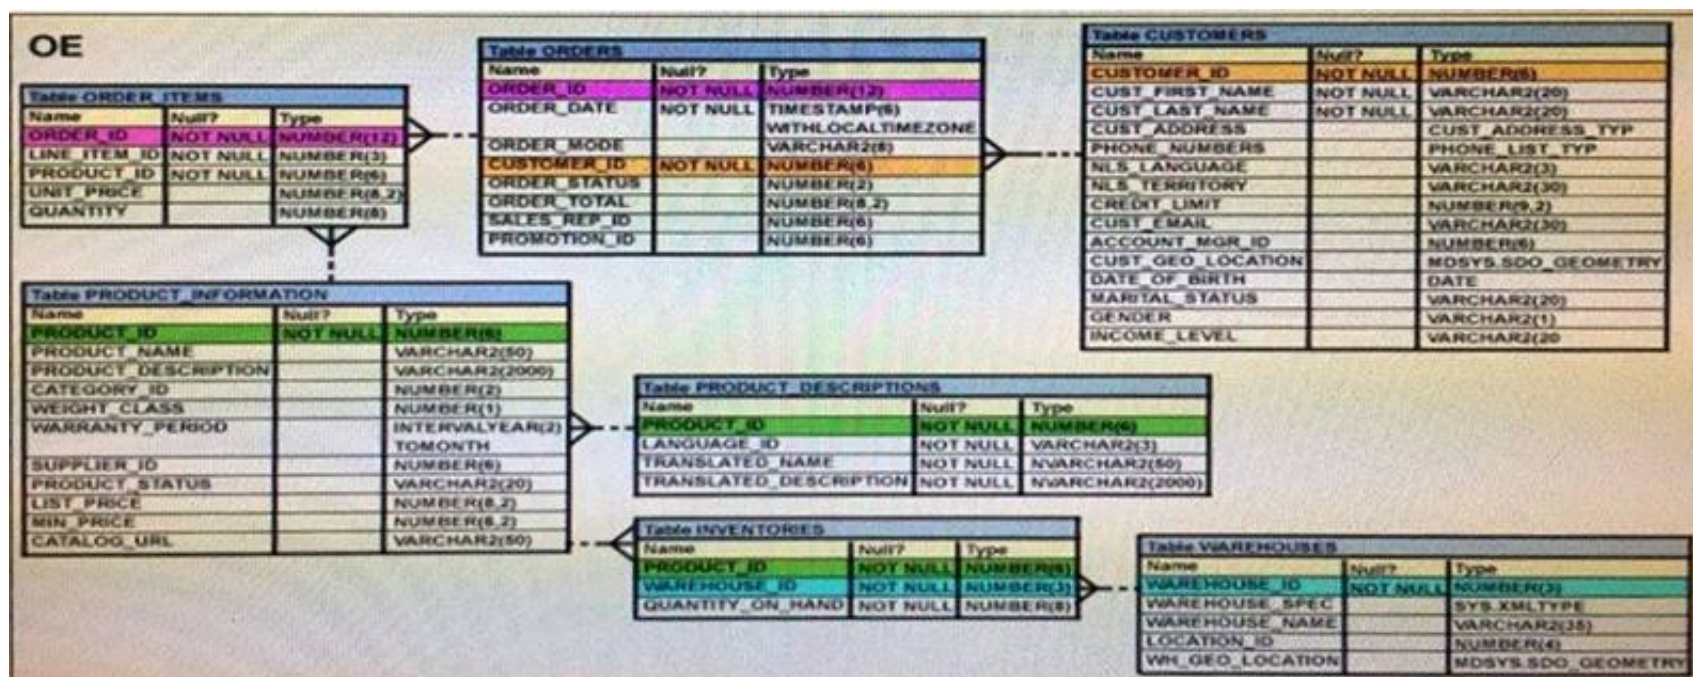 OE
Table ORDER_ITEMS
Name Null? Type
ORDER_ID NOT NULL NUMBER(12)
LINE_ITEM_ID NOT NULL NUMBER(3)
PRODUCT_ID NOT NULL NUMBER(6)
UNIT_PRICE NUMBER(8,2)
QUANTITY NUMBER(8)
Table ORDERS
Name Null? Type
ORDER_ID NOT NULL NUMBER(12)
ORDER_DATE NOT NULL TIMESTAMP(6)
WITHLOCALTIMEZONE
ORDER_MODE VARCHAR2(8)
CUSTOMER_ID NOT NULL NUMBER(6)
ORDER_STATUS NUMBER(2)
ORDER_TOTAL NUMBER(8,2)
SALES_REP_ID NUMBER(6)
PROMOTION_ID NUMBER(6)
Table CUSTOMERS
Name Null? Type
CUSTOMER_ID NOT NULL NUMBER(6)
CUST_FIRST_NAME NOT NULL VARCHAR2(20)
CUST_LAST_NAME NOT NULL VARCHAR2(20)
CUST_ADDRESS CUST_ADDRESS_TYP
PHONE_NUMBERS PHONE_LIST_TYP
NLS_LANGUAGE VARCHAR2(3)
NLS_TERRITORY VARCHAR2(30)
CREDIT_LIMIT NUMBER(9,2)
CUST_EMAIL VARCHAR2(30)
ACCOUNT_MGR_ID NUMBER(6)
CUST_GEO_LOCATION MDSYS.SDO_GEOMETRY
DATE_OF_BIRTH DATE
MARITAL_STATUS VARCHAR2(20)
GENDER VARCHAR2(1)
INCOME_LEVEL VARCHAR2(20
Table PRODUCT_INFORMATION
Name Null? Type
PRODUCT_ID NOT NULL NUMBER(6)
PRODUCT_NAME VARCHAR2(50)
PRODUCT_DESCRIPTION VARCHAR2(2000)
CATEGORY_ID NUMBER(2)
WEIGHT_CLASS NUMBER(1)
WARRANTY_PERIOD INTERVALYEAR(2)
TOMONTH
SUPPLIER_ID NUMBER(6)
PRODUCT_STATUS VARCHAR2(20)
LIST_PRICE NUMBER(8,2)
MIN_PRICE NUMBER(8,2)
CATALOG_URL VARCHAR2(50)
Table PRODUCT_DESCRIPTIONS
Name Null? Type
PRODUCT_ID NOT NULL NUMBER(6)
LANGUAGE_ID NOT NULL VARCHAR2(3)
TRANSLATED_NAME NOT NULL NVARCHAR2(50)
TRANSLATED_DESCRIPTION NOT NULL NVARCHAR2(2000)
Table INVENTORIES
Name Null? Type
PRODUCT_ID NOT NULL NUMBER(6)
WAREHOUSE_ID NOT NULL NUMBER(3)
QUANTITY_ON_HAND NOT NULL NUMBER(8)
Table WAREHOUSES
Name Null? Type
WAREHOUSE_ID NOT NULL NUMBER(3)
WAREHOUSE_SPEC SYS.XMLTYPE
WAREHOUSE_NAME VARCHAR2(35)
LOCATION_ID NUMBER(4)
WH_GEO_LOCATION MDSYS.SDO_GEOMETRY